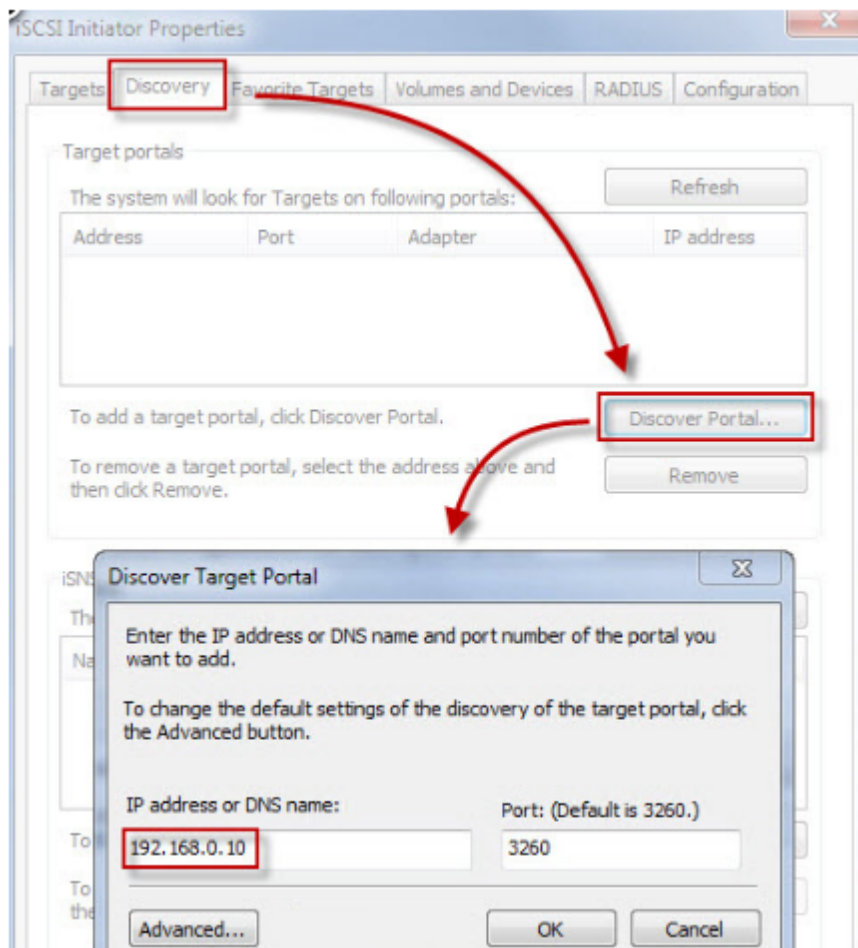 iSCSI Initiator Properties
Targets Discovery Favorite Targets Volumes and Devices RADIUS Configuration
Target portals
The system will look for Targets on following portals:
Refresh
Address Port Adapter IP address
To add a target portal, click Discover Portal.
Discover Portal...
To remove a target portal, select the address above and
then click Remove.
Remove
iSNS
Discover Target Portal
Enter the IP address or DNS name and port number of the portal you
want to add.
To change the default settings of the discovery of the target portal, click
the Advanced button.
IP address or DNS name:
Port: (Default is 3260.)
192.168.0.10
3260
To
To
the
Advanced...
OK
Cancel